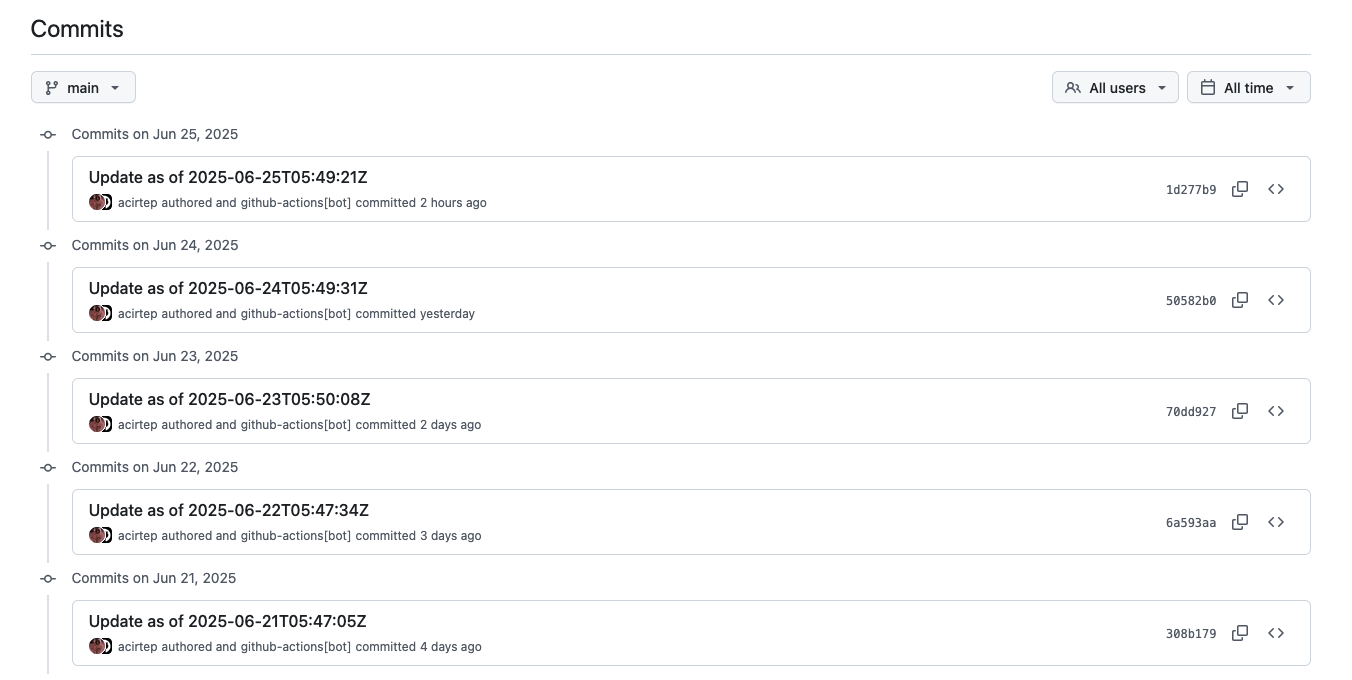 Commits
main
All users
All time
Commits on Jun 25, 2025
Update as of 2025-06-25T05:49:21Z
acirtep authored and github-actions[bot] committed 2 hours ago
1d277b9
Commits on Jun 24, 2025
Update as of 2025-06-24T05:49:31Z
acirtep authored and github-actions[bot] committed yesterday
50582b0
Commits on Jun 23, 2025
Update as of 2025-06-23T05:50:08Z
acirtep authored and github-actions[bot] committed 2 days ago
70dd927
Commits on Jun 22, 2025
Update as of 2025-06-22T05:47:34Z
acirtep authored and github-actions[bot] committed 3 days ago
6a593aa
Commits on Jun 21, 2025
Update as of 2025-06-21T05:47:05Z
acirtep authored and github-actions[bot] committed 4 days ago
308b179